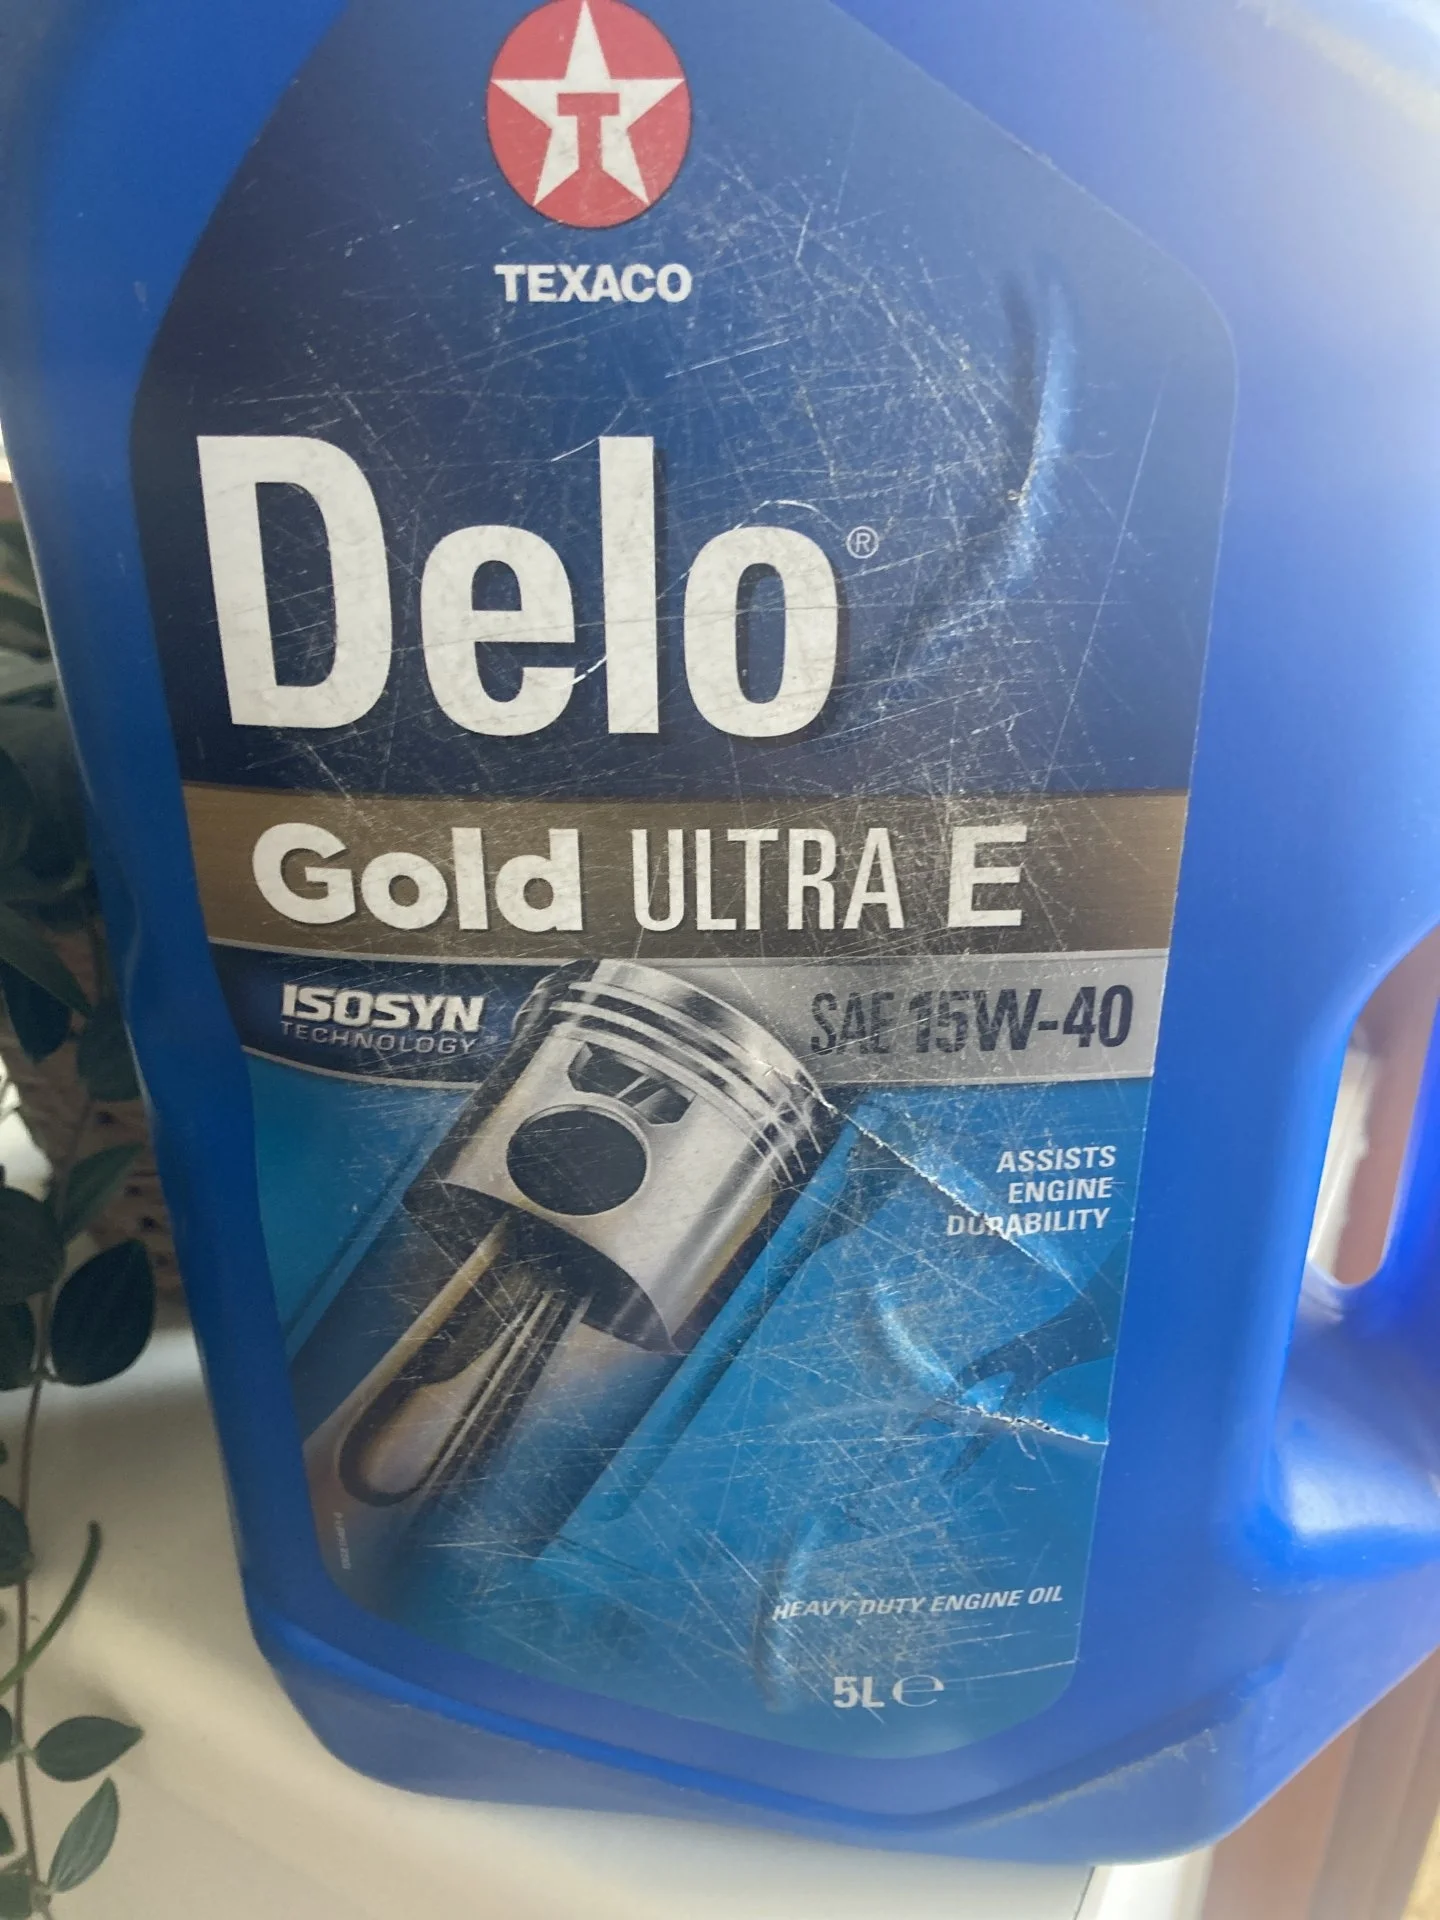 T
TEXACO
Delo®
Gold ULTRA E
ISOSYN
TECHNOLOGY
SAE 15W-40
ASSISTS
ENGINE
DURABILITY
HEAVY DUTY ENGINE OIL
5L ℮